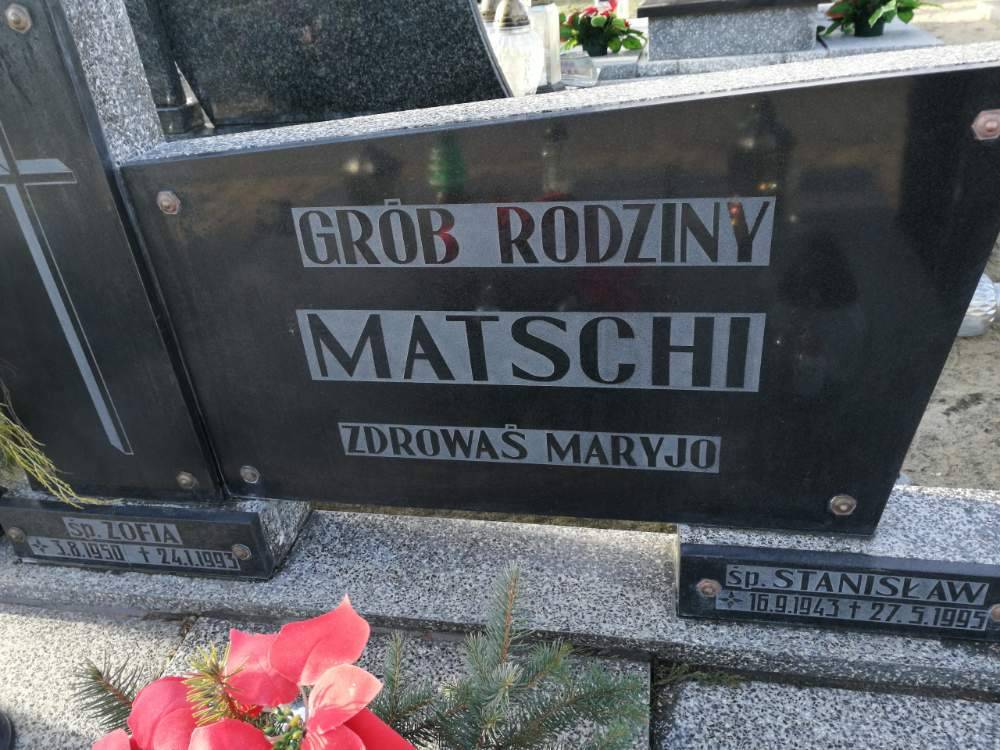 GRÓB RODZINY
MATSCHI
ZDROWAŚ MARYJO
śp. ZOFIA
3.8.1950 † 24.1.1993
śp. STANISŁAW
16.9.1943 † 27.5.1995